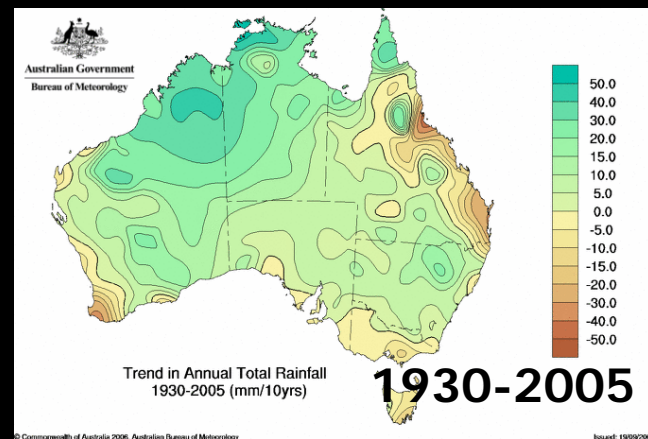 Australian Government
Bureau of Meteorology
50.0
40.0
30.0
20.0
15.0
10.0
5.0
0.0
-5.0
-10.0
-15.0
-20.0
-30.0
-40.0
-50.0
Trend in Annual Total Rainfall
1930-2005 (mm/10yrs)
1930-2005
© Commonwealth of Australia 2006, Australian Bureau of Meteorology
Issued: